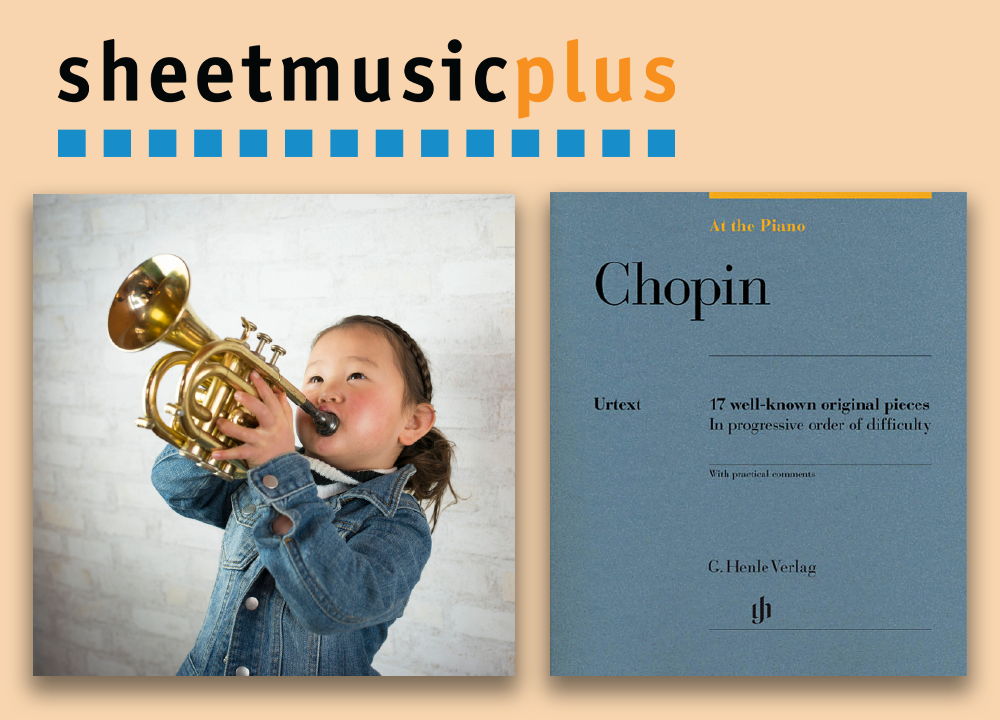 sheetmusicplus
At the Piano
Chopin
Urtext
17 well-known original pieces
In progressive order of difficulty
With practical comments
G. Henle Verlag